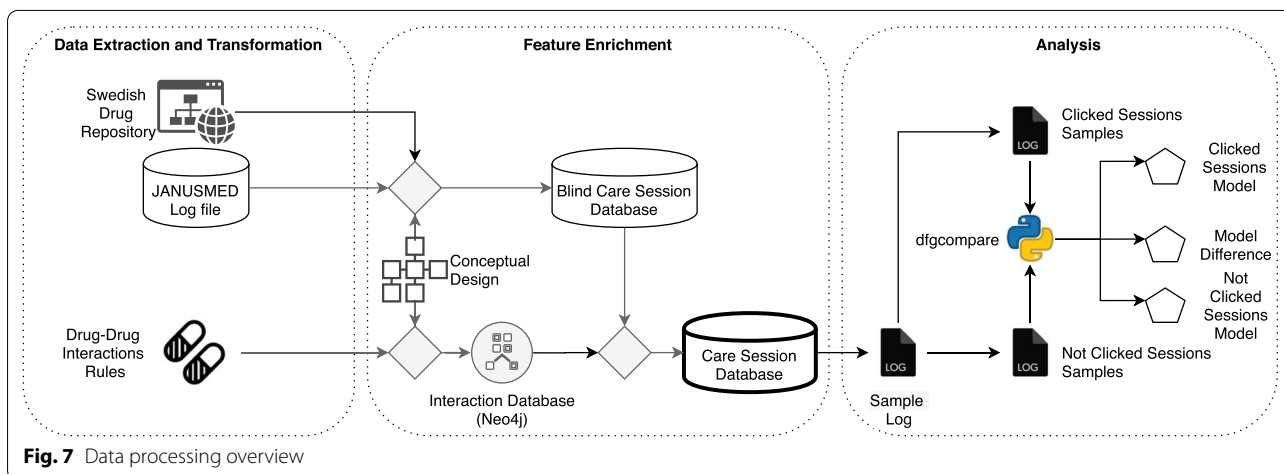 Data Extraction and Transformation
Feature Enrichment
Analysis
Swedish
Drug
Repository
JANUSMED
Log file
Drug-Drug
Interactions
Rules
Conceptual
Design
Blind Care Session
Database
Interaction Database
(Neo4j)
Care Session
Database
LOG
Sample
Log
LOG
Clicked Sessions
Samples
dfgcompare
LOG
Not Clicked Sessions
Samples
Clicked
Sessions
Model
Model
Difference
Not
Clicked
Sessions
Model
Fig. 7 Data processing overview